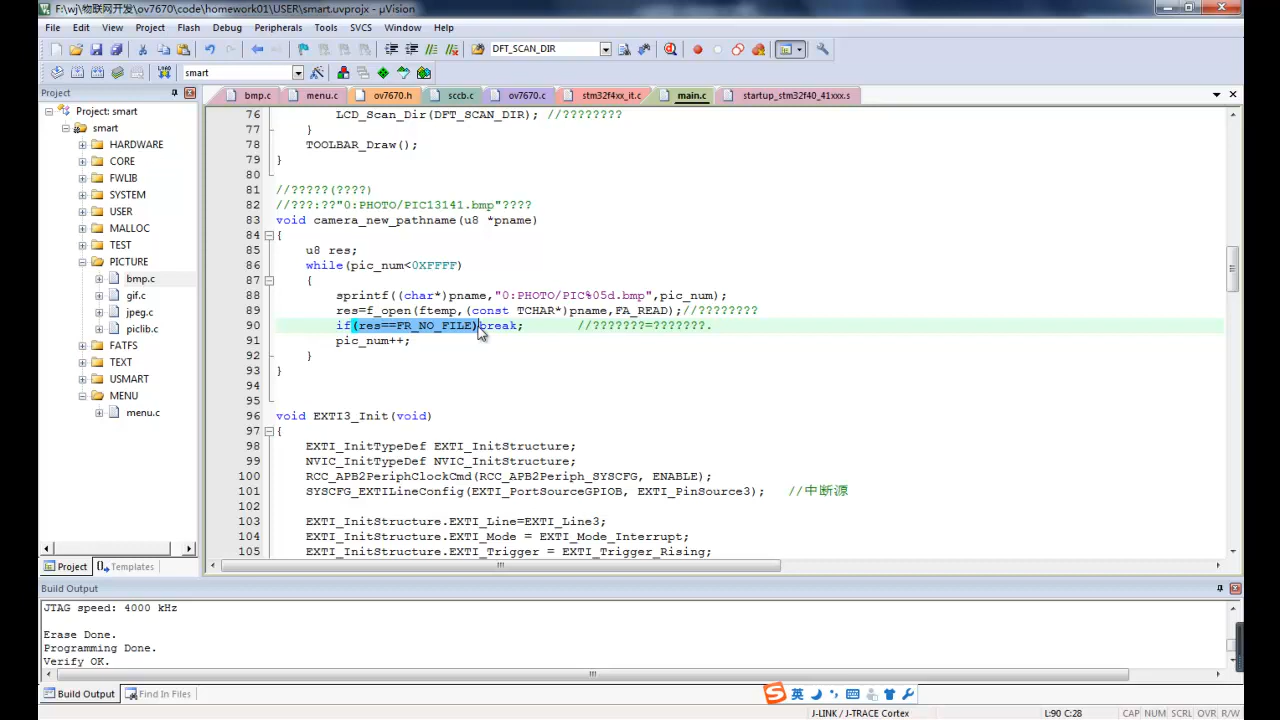 F:\wj\物联网开发\ov7670\code\homework01\USER\smart.uvprojx - µVision
File Edit View Project Flash Debug Peripherals Tools SVCS Window Help
DFT_SCAN_DIR
LOAD smart
Project
bmp.c menu.c ov7670.h sccb.c ov7670.c stm32f4xx_it.c main.c startup_stm32f40_41xxx.s
Project: smart
smart
HARDWARE
CORE
FWLIB
SYSTEM
USER
MALLOC
TEST
PICTURE
bmp.c
gif.c
jpeg.c
piclib.c
FATFS
TEXT
USMART
MENU
menu.c
Project Templates
76 LCD_Scan_Dir(DFT_SCAN_DIR); //????????
77 }
78 TOOLBAR_Draw();
79 }
80
81 //?????(????)
82 //???:??"0:PHOTO/PIC13141.bmp"????
83 void camera_new_pathname(u8 *pname)
84 {
85 u8 res;
86 while(pic_num<0XFFFF)
87 {
88 sprintf((char*)pname,"0:PHOTO/PIC%05d.bmp",pic_num);
89 res=f_open(ftemp,(const TCHAR*)pname,FA_READ);//????????
90 if(res==FR_NO_FILE)break; //???????=???????.
91 pic_num++;
92 }
93 }
94
95
96 void EXTI3_Init(void)
97 {
98 EXTI_InitTypeDef EXTI_InitStructure;
99 NVIC_InitTypeDef NVIC_InitStructure;
100 RCC_APB2PeriphClockCmd(RCC_APB2Periph_SYSCFG, ENABLE);
101 SYSCFG_EXTILineConfig(EXTI_PortSourceGPIOB, EXTI_PinSource3); //中断源
102
103 EXTI_InitStructure.EXTI_Line=EXTI_Line3;
104 EXTI_InitStructure.EXTI_Mode = EXTI_Mode_Interrupt;
105 EXTI_InitStructure.EXTI_Trigger = EXTI_Trigger_Rising;
Build Output
JTAG speed: 4000 kHz
Erase Done.
Programming Done.
Verify OK.
Build Output Find In Files
S 英
J-LINK / J-TRACE Cortex L:90 C:28 CAP NUM SCRL OVR R/W